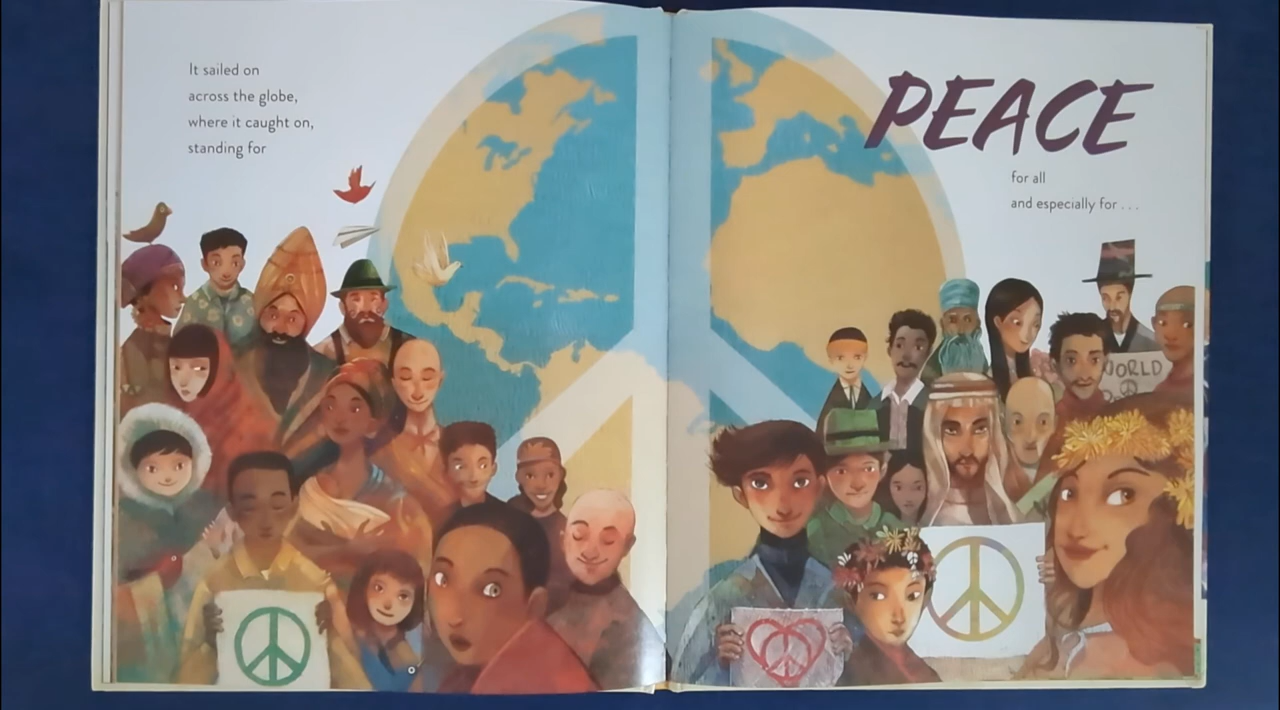 It sailed on
across the globe,
where it caught on,
standing for
PEACE
for all
and especially for . . .
WORLD